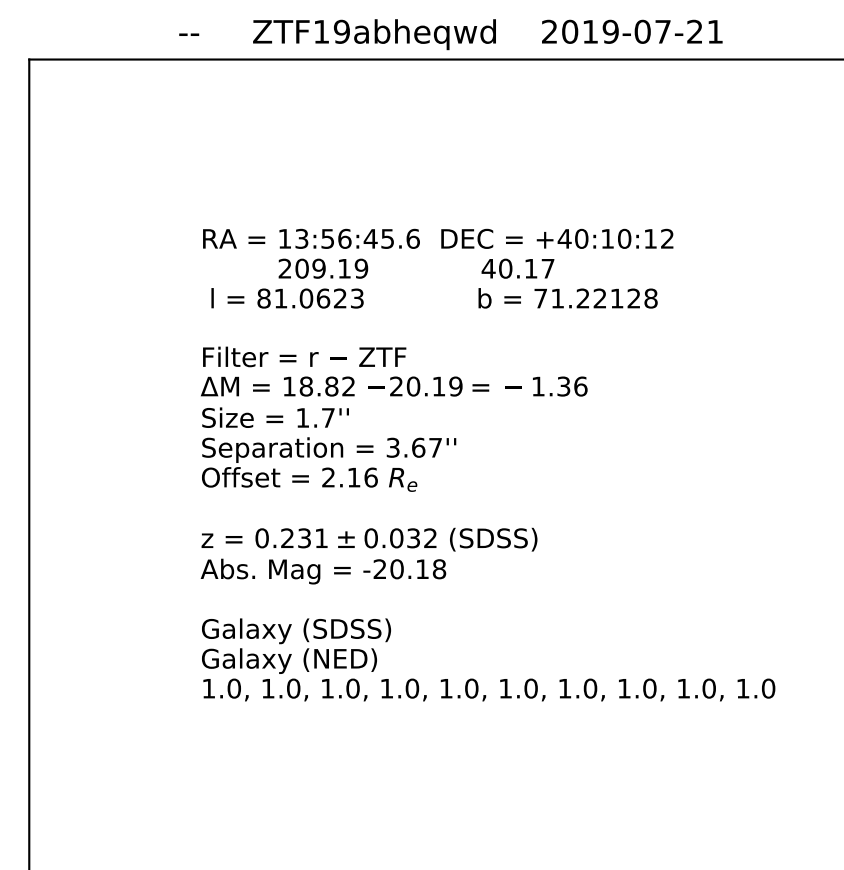 -- ZTF19abheqwd 2019-07-21
RA = 13:56:45.6 DEC = +40:10:12
209.19 40.17
l = 81.0623 b = 71.22128
Filter = r − ZTF
ΔM = 18.82 −20.19 = − 1.36
Size = 1.7''
Separation = 3.67''
Offset = 2.16 Rₑ
z = 0.231 ± 0.032 (SDSS)
Abs. Mag = -20.18
Galaxy (SDSS)
Galaxy (NED)
1.0, 1.0, 1.0, 1.0, 1.0, 1.0, 1.0, 1.0, 1.0, 1.0